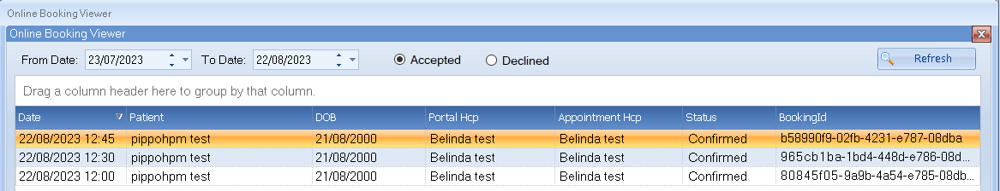 Online Booking Viewer
Online Booking Viewer
From Date: 23/07/2023 To Date: 22/08/2023 Accepted Declined Refresh
Drag a column header here to group by that column.
Date Patient DOB Portal Hcp Appointment Hcp Status BookingId
22/08/2023 12:45 pippohpm test 21/08/2000 Belinda test Belinda test Confirmed b58990f9-02fb-4231-e787-08dba
22/08/2023 12:30 pippohpm test 21/08/2000 Belinda test Belinda test Confirmed 965cb1ba-1bd4-448d-e786-08d...
22/08/2023 12:00 pippohpm test 21/08/2000 Belinda test Belinda test Confirmed 80845f05-9a9b-4a54-e785-08db...